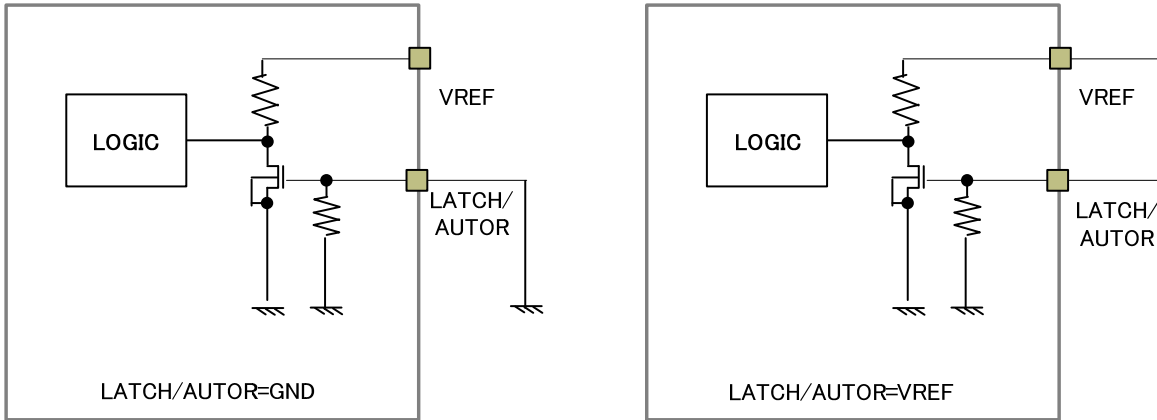 VREF
LOGIC
LATCH/
AUTOR
LATCH/AUTOR=GND
VREF
LOGIC
LATCH/
AUTOR
LATCH/AUTOR=VREF